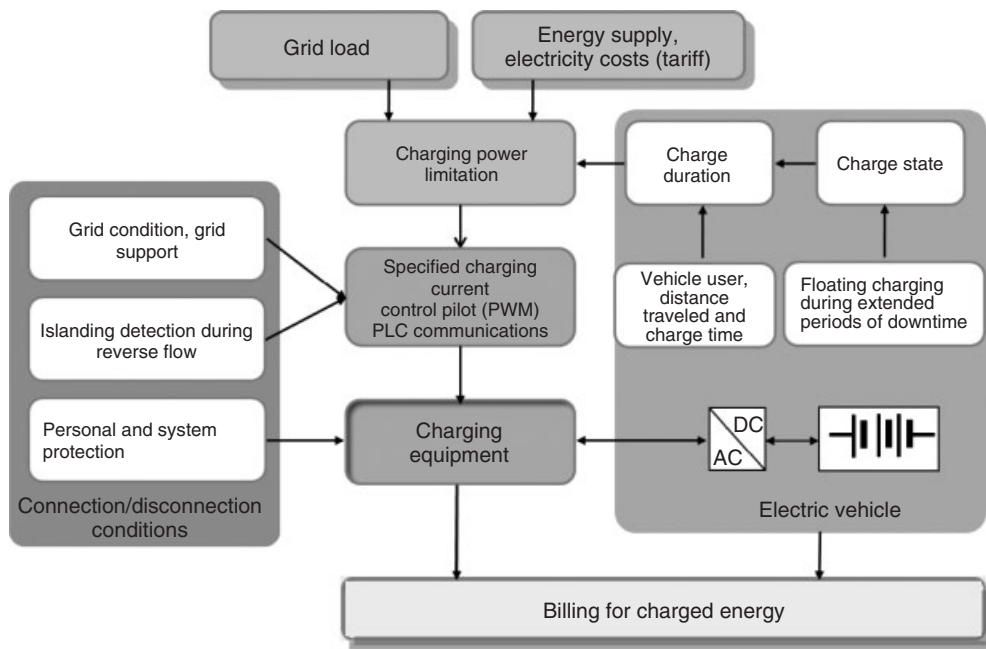 Grid load
Energy supply,
electricity costs (tariff)
Charging power
limitation
Charge
duration
Charge state
Grid condition, grid
support
Specified charging
current
control pilot (PWM)
PLC communications
Vehicle user,
distance
traveled and
charge time
Floating charging
during extended
periods of downtime
Islanding detection during
reverse flow
Personal and system
protection
Charging
equipment
DC
AC
Connection/disconnection
conditions
Electric vehicle
Billing for charged energy